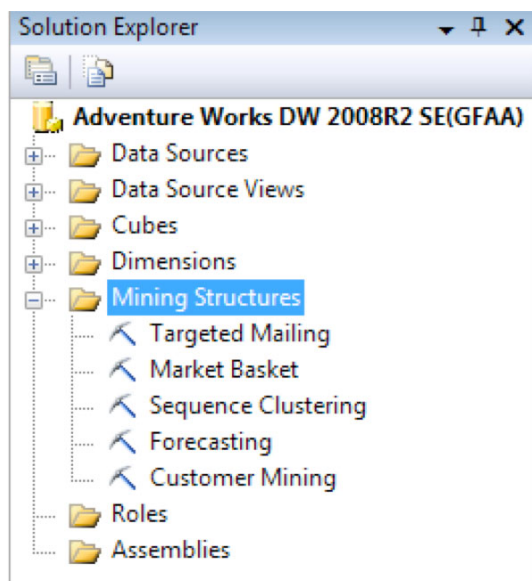 Solution Explorer
Adventure Works DW 2008R2 SE(GFAA)
Data Sources
Data Source Views
Cubes
Dimensions
Mining Structures
Targeted Mailing
Market Basket
Sequence Clustering
Forecasting
Customer Mining
Roles
Assemblies